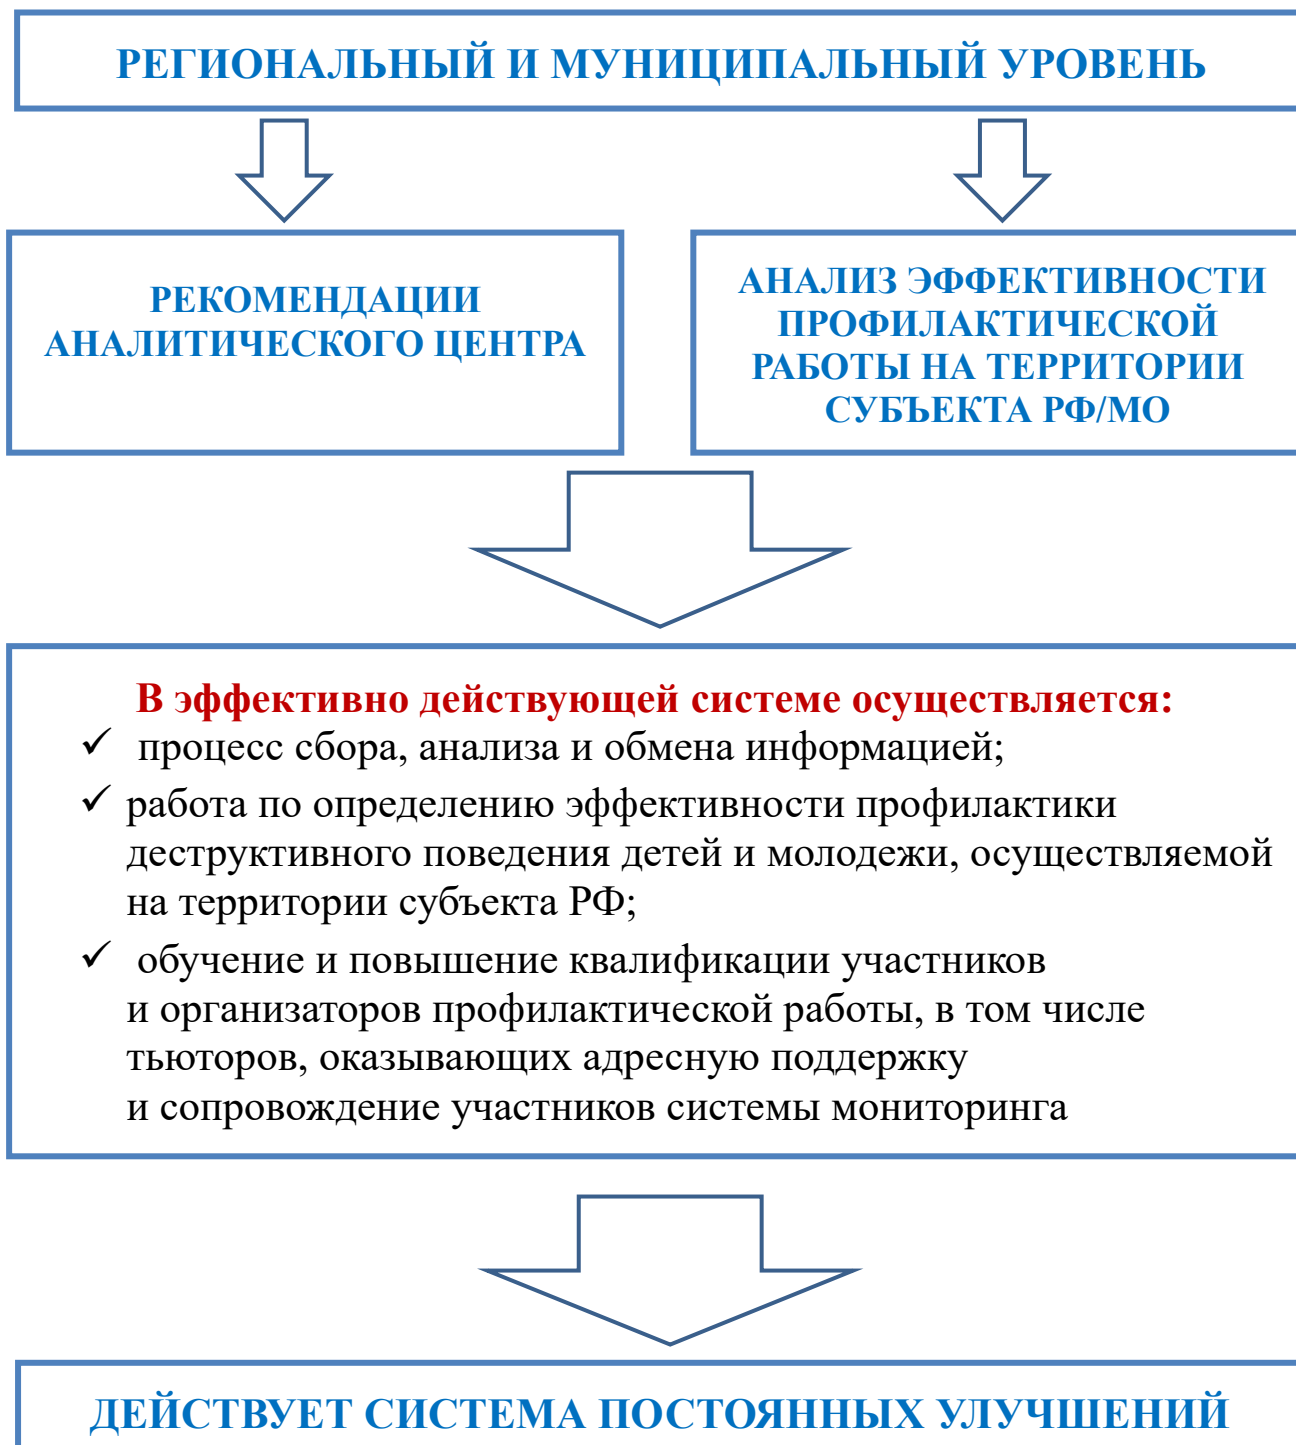 РЕГИОНАЛЬНЫЙ И МУНИЦИПАЛЬНЫЙ УРОВЕНЬ
РЕКОМЕНДАЦИИ
АНАЛИТИЧЕСКОГО ЦЕНТРА
АНАЛИЗ ЭФФЕКТИВНОСТИ
ПРОФИЛАКТИЧЕСКОЙ
РАБОТЫ НА ТЕРРИТОРИИ
СУБЪЕКТА РФ/МО
В эффективно действующей системе осуществляется:
✓ процесс сбора, анализа и обмена информацией;
✓ работа по определению эффективности профилактики
деструктивного поведения детей и молодежи, осуществляемой
на территории субъекта РФ;
✓ обучение и повышение квалификации участников
и организаторов профилактической работы, в том числе
тьюторов, оказывающих адресную поддержку
и сопровождение участников системы мониторинга
ДЕЙСТВУЕТ СИСТЕМА ПОСТОЯННЫХ УЛУЧШЕНИЙ